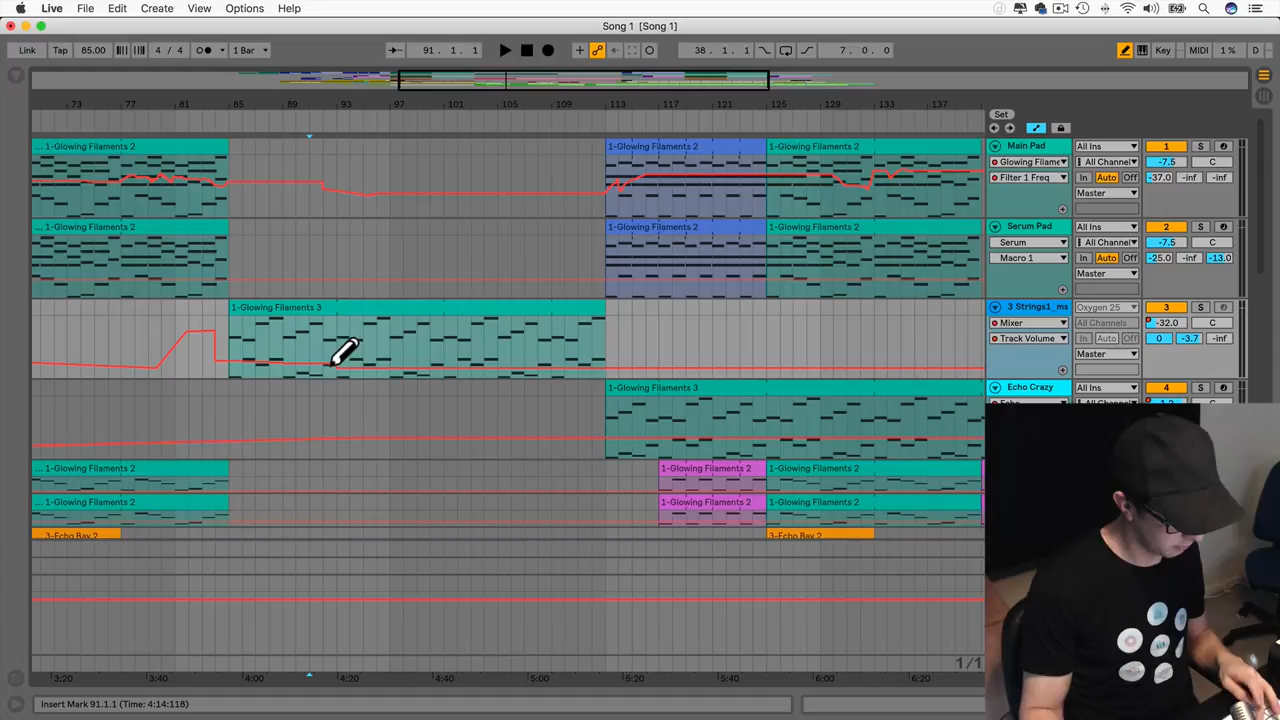 Live File Edit Create View Options Help
Song 1 [Song 1]
Link Tap 85.00 4 / 4 1 Bar 91. 1. 1 38. 1. 1 7. 0. 0 Key MIDI 1 % D
73 77 81 85 89 93 97 101 105 109 113 117 121 125 129 133 137
Set
... 1-Glowing Filaments 2 1-Glowing Filaments 2 1-Glowing Filaments 2 Main Pad All Ins 1 S
Glowing Filame All Channel -7.5 C
Filter 1 Freq In Auto Off -37.0 -inf -inf
Master
1-Glowing Filaments 2 1-Glowing Filaments 2 1-Glowing Filaments 2 Serum Pad All Ins 2 S
Serum All Channel -7.5 C
Macro 1 In Auto Off -25.0 -inf -13.0
Master
1-Glowing Filaments 3 3 Strings1_ms Oxygen 25 3 S
Mixer All Channels -32.0 C
Track Volume In Auto Off 0 -3.7 -inf
Master
1-Glowing Filaments 3 Echo Crazy All Ins 4 S
... 1-Glowing Filaments 2 1-Glowing Filaments 2 1-Glowing Filaments 2
... 1-Glowing Filaments 2 1-Glowing Filaments 2 1-Glowing Filaments 2
3-Echo Bay 2 3-Echo Bay 2
1/1
3:20 3:40 4:00 4:20 4:40 5:00 5:20 5:40 6:00 6:20
Insert Mark 91.1.1 (Time: 4:14:118)